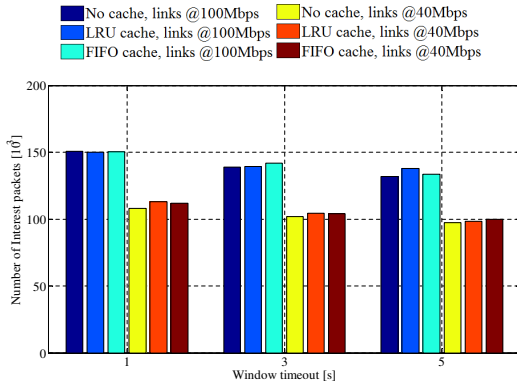 No cache, links @100Mbps
No cache, links @40Mbps
LRU cache, links @100Mbps
LRU cache, links @40Mbps
FIFO cache, links @100Mbps
FIFO cache, links @40Mbps
Number of Interest packets [10^3]
200
150
100
50
0
1
3
5
Window timeout [s]